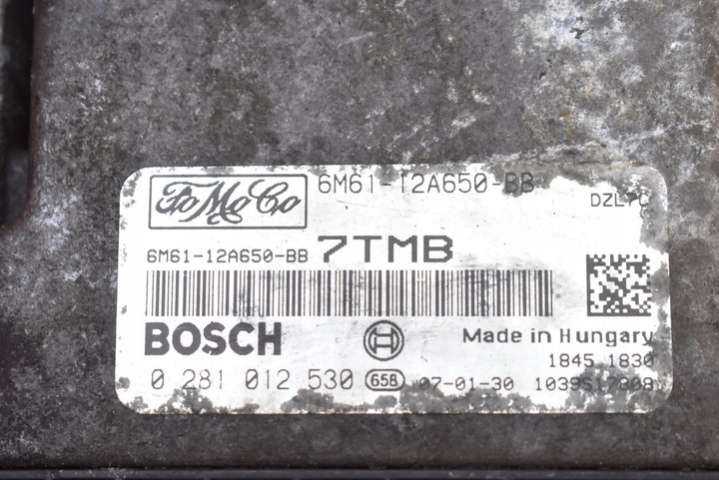 FoMoCo 6M61-12A650-BB
DZL7C
6M61-12A650-BB 7TMB
BOSCH Made in Hungary
1845 1830
0 281 012 530 658 07-01-30 1039S17808